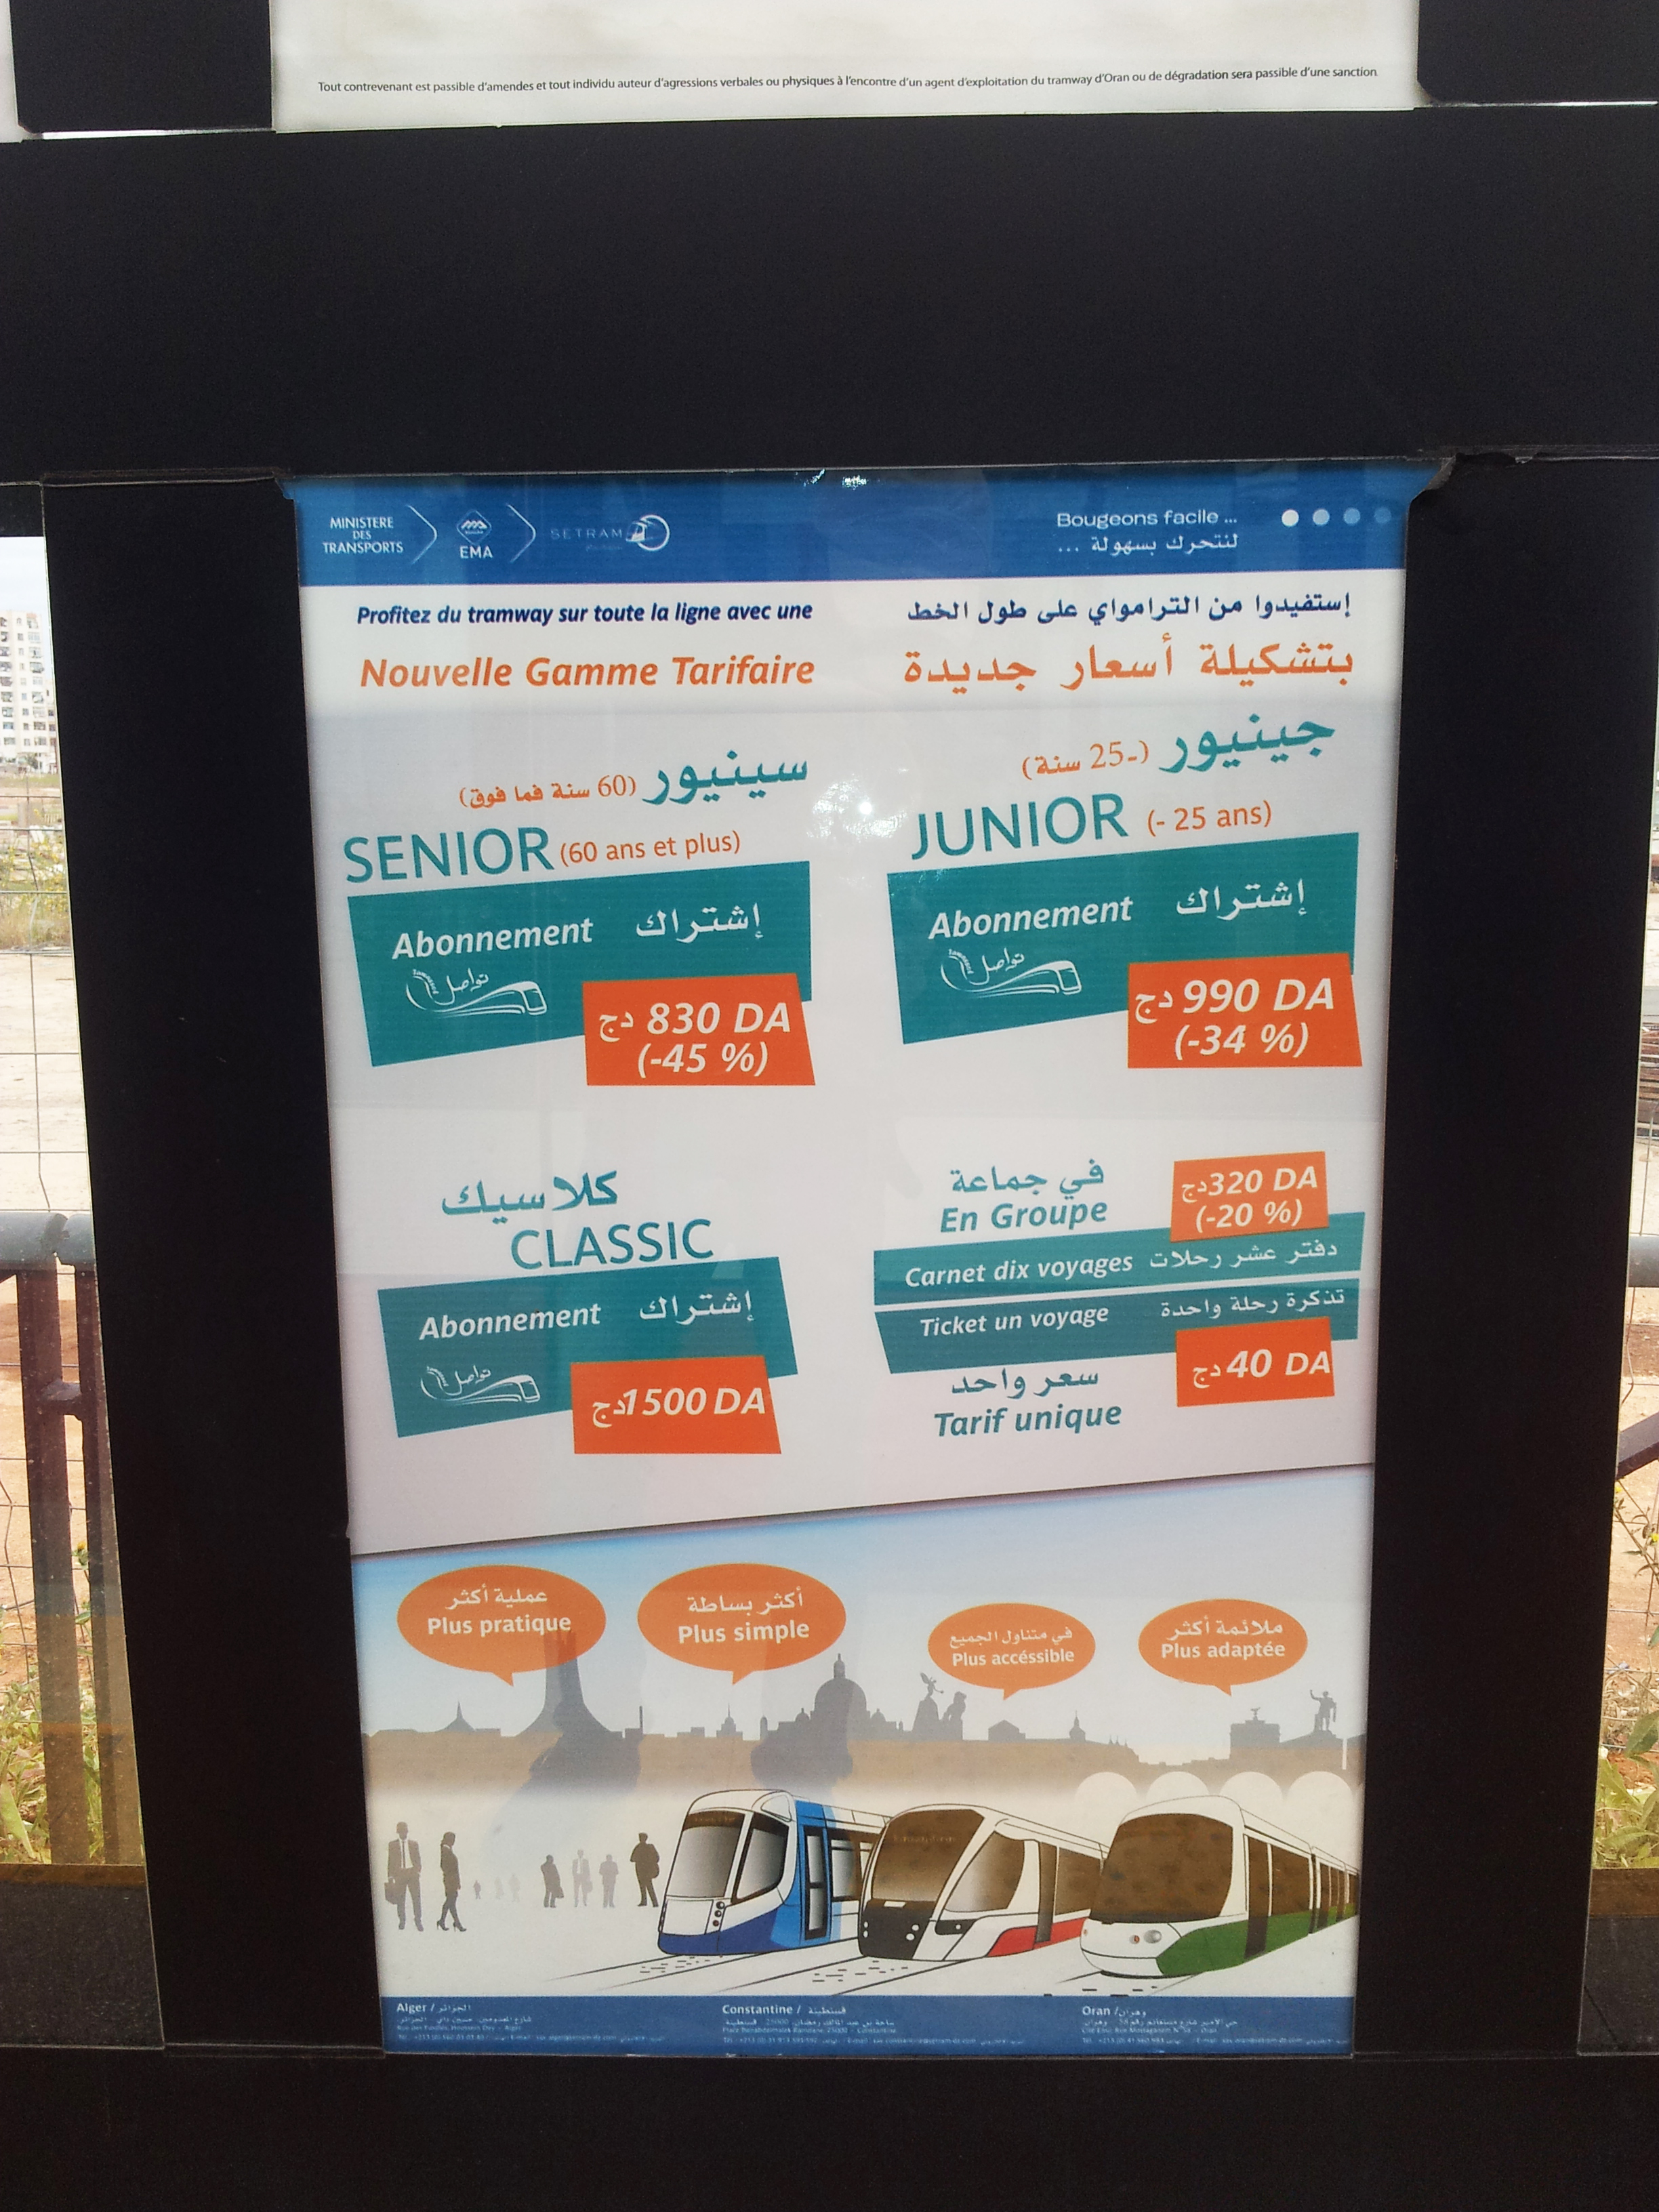 Tout contrevenant est passible d'amendes et tout individu auteur d'agressions verbales ou physiques à l'encontre d'un agent d'exploitation du tramway d'Oran ou de dégradation sera passible d'une sanction
MINISTERE
DES
TRANSPORTS
EMA
SETRAM
Bougeons facile ...
لنتحرك بسهولة ...
Profitez du tramway sur toute la ligne avec une
Nouvelle Gamme Tarifaire
إستفيدوا من الترامواي على طول الخط
بتشكيلة أسعار جديدة
سينيور (60 سنة فما فوق)
SENIOR (60 ans et plus)
Abonnement إشتراك
تواصل
دج 830 DA
(-45 %)
جينيور (-25 سنة)
JUNIOR (- 25 ans)
Abonnement إشتراك
تواصل
دج 990 DA
(-34 %)
كلاسيك
CLASSIC
Abonnement إشتراك
تواصل
دج 1500 DA
في جماعة
En Groupe
دج 320 DA
(-20 %)
Carnet dix voyages دفتر عشر رحلات
Ticket un voyage تذكرة رحلة واحدة
دج 40 DA
سعر واحد
Tarif unique
عملية أكثر
Plus pratique
أكثر بساطة
Plus simple
في متناول الجميع
Plus accéssible
ملائمة أكثر
Plus adaptée
Alger / الجزائر
Constantine / قسنطينة
Oran / وهران